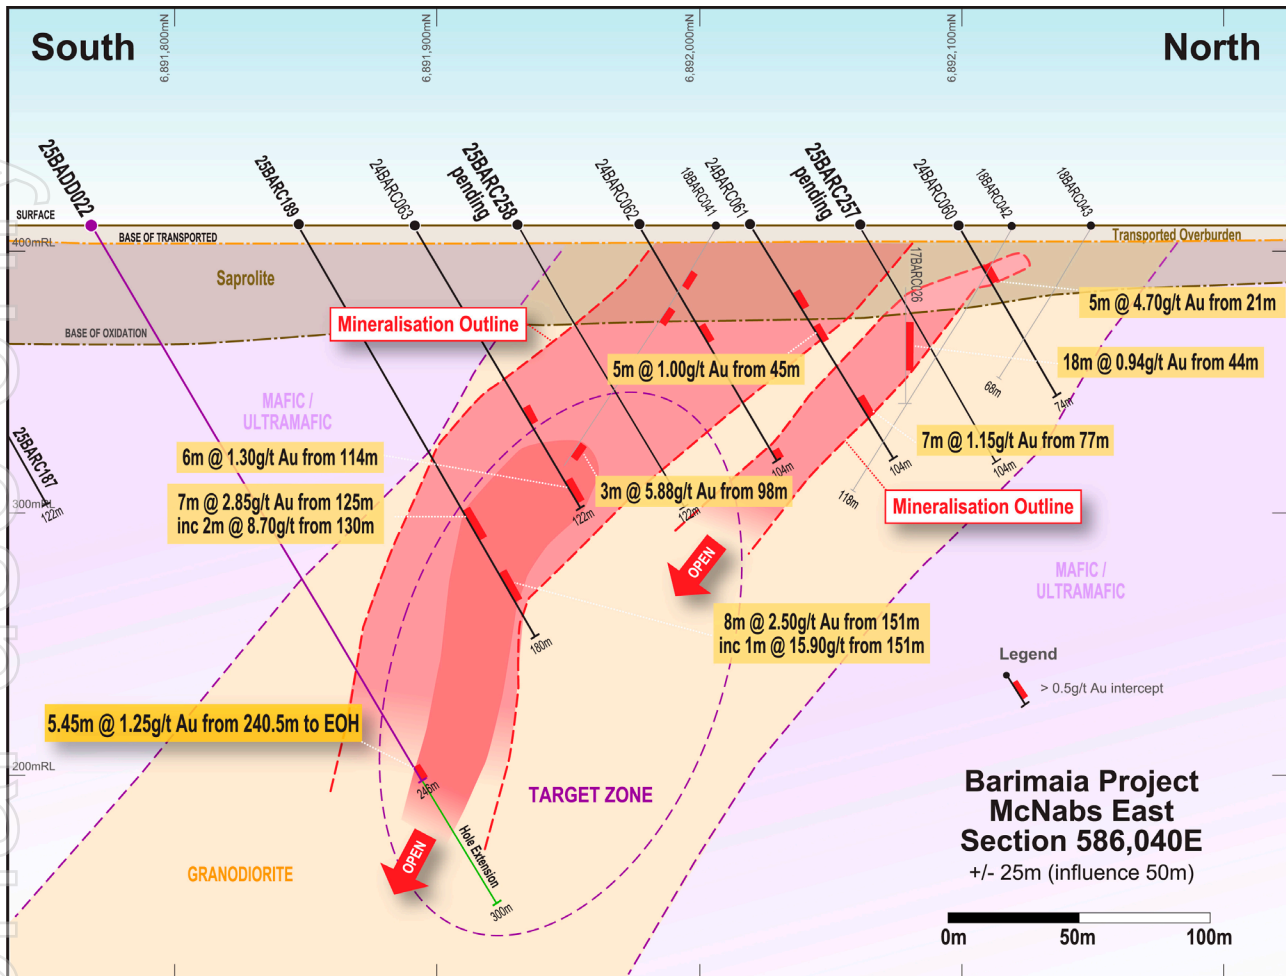 South
North
6,891,800mN
6,891,900mN
6,892,000mN
6,892,100mN
25BADD022
25BARC189
24BARC063
25BARC258
pending
24BARC062
18BARC041
24BARC061
25BARC257
pending
24BARC060
18BARC042
18BARC043
SURFACE
BASE OF TRANSPORTED
Transported Overburden
400mRL
Saprolite
17BARC026
5m @ 4.70g/t Au from 21m
Mineralisation Outline
BASE OF OXIDATION
5m @ 1.00g/t Au from 45m
18m @ 0.94g/t Au from 44m
68m
74m
MAFIC /
ULTRAMAFIC
25BARC187
122m
6m @ 1.30g/t Au from 114m
7m @ 1.15g/t Au from 77m
104m
104m
104m
118m
7m @ 2.85g/t Au from 125m
inc 2m @ 8.70g/t from 130m
3m @ 5.88g/t Au from 98m
Mineralisation Outline
300mRL
122m
122m
OPEN
MAFIC /
ULTRAMAFIC
8m @ 2.50g/t Au from 151m
inc 1m @ 15.90g/t from 151m
180m
Legend
> 0.5g/t Au intercept
5.45m @ 1.25g/t Au from 240.5m to EOH
200mRL
246m
TARGET ZONE
Hole Extension
OPEN
GRANODIORITE
300m
Barimaia Project
McNabs East
Section 586,040E
+/- 25m (influence 50m)
0m
50m
100m